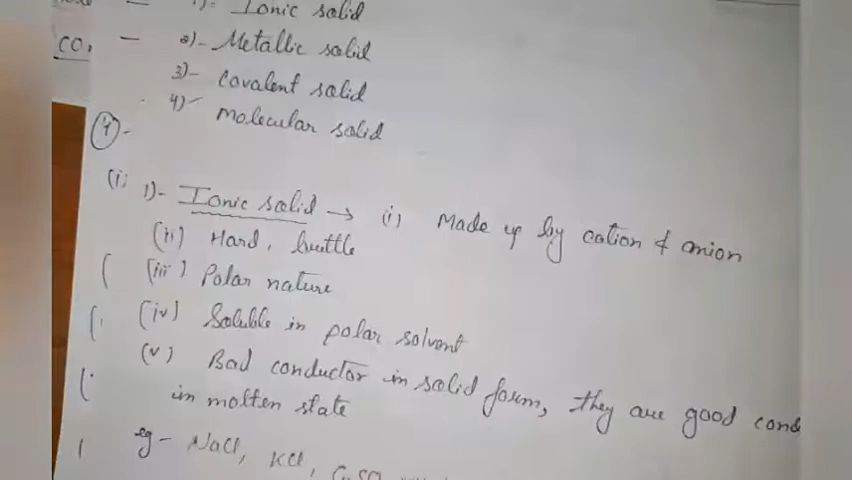 1)- Ionic solid
CO, - 2)- Metallic solid
3)- Covalent solid
4)- Molecular solid
4)-
(i) 1)- Ionic solid → (i) Made up by cation & anion
(ii) Hard, brittle
(iii) Polar nature
(iv) Soluble in polar solvent
(v) Bad conductor in solid form, they are good cond
in molten state
eg - NaCl, KCl,